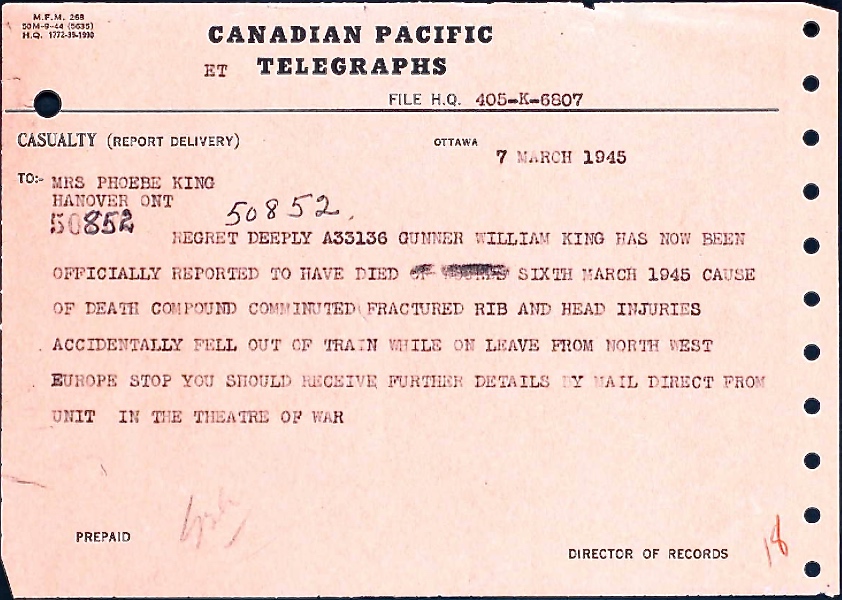 M.F.M. 268
50M-9-44 (5635)
H.Q. 1772-39-1990
CANADIAN PACIFIC
ET TELEGRAPHS
FILE H.Q. 405-K-6807
CASUALTY (REPORT DELIVERY)
OTTAWA
7 MARCH 1945
TO:- MRS PHOEBE KING
HANOVER ONT
50852 50852.
REGRET DEEPLY A33136 GUNNER WILLIAM KING HAS NOW BEEN
OFFICIALLY REPORTED TO HAVE DIED SIXTH MARCH 1945 CAUSE
OF DEATH COMPOUND COMMINUTED FRACTURED RIB AND HEAD INJURIES
ACCIDENTALLY FELL OUT OF TRAIN WHILE ON LEAVE FROM NORTH WEST
EUROPE STOP YOU SHOULD RECEIVE FURTHER DETAILS BY MAIL DIRECT FROM
UNIT IN THE THEATRE OF WAR
PREPAID
DIRECTOR OF RECORDS
18